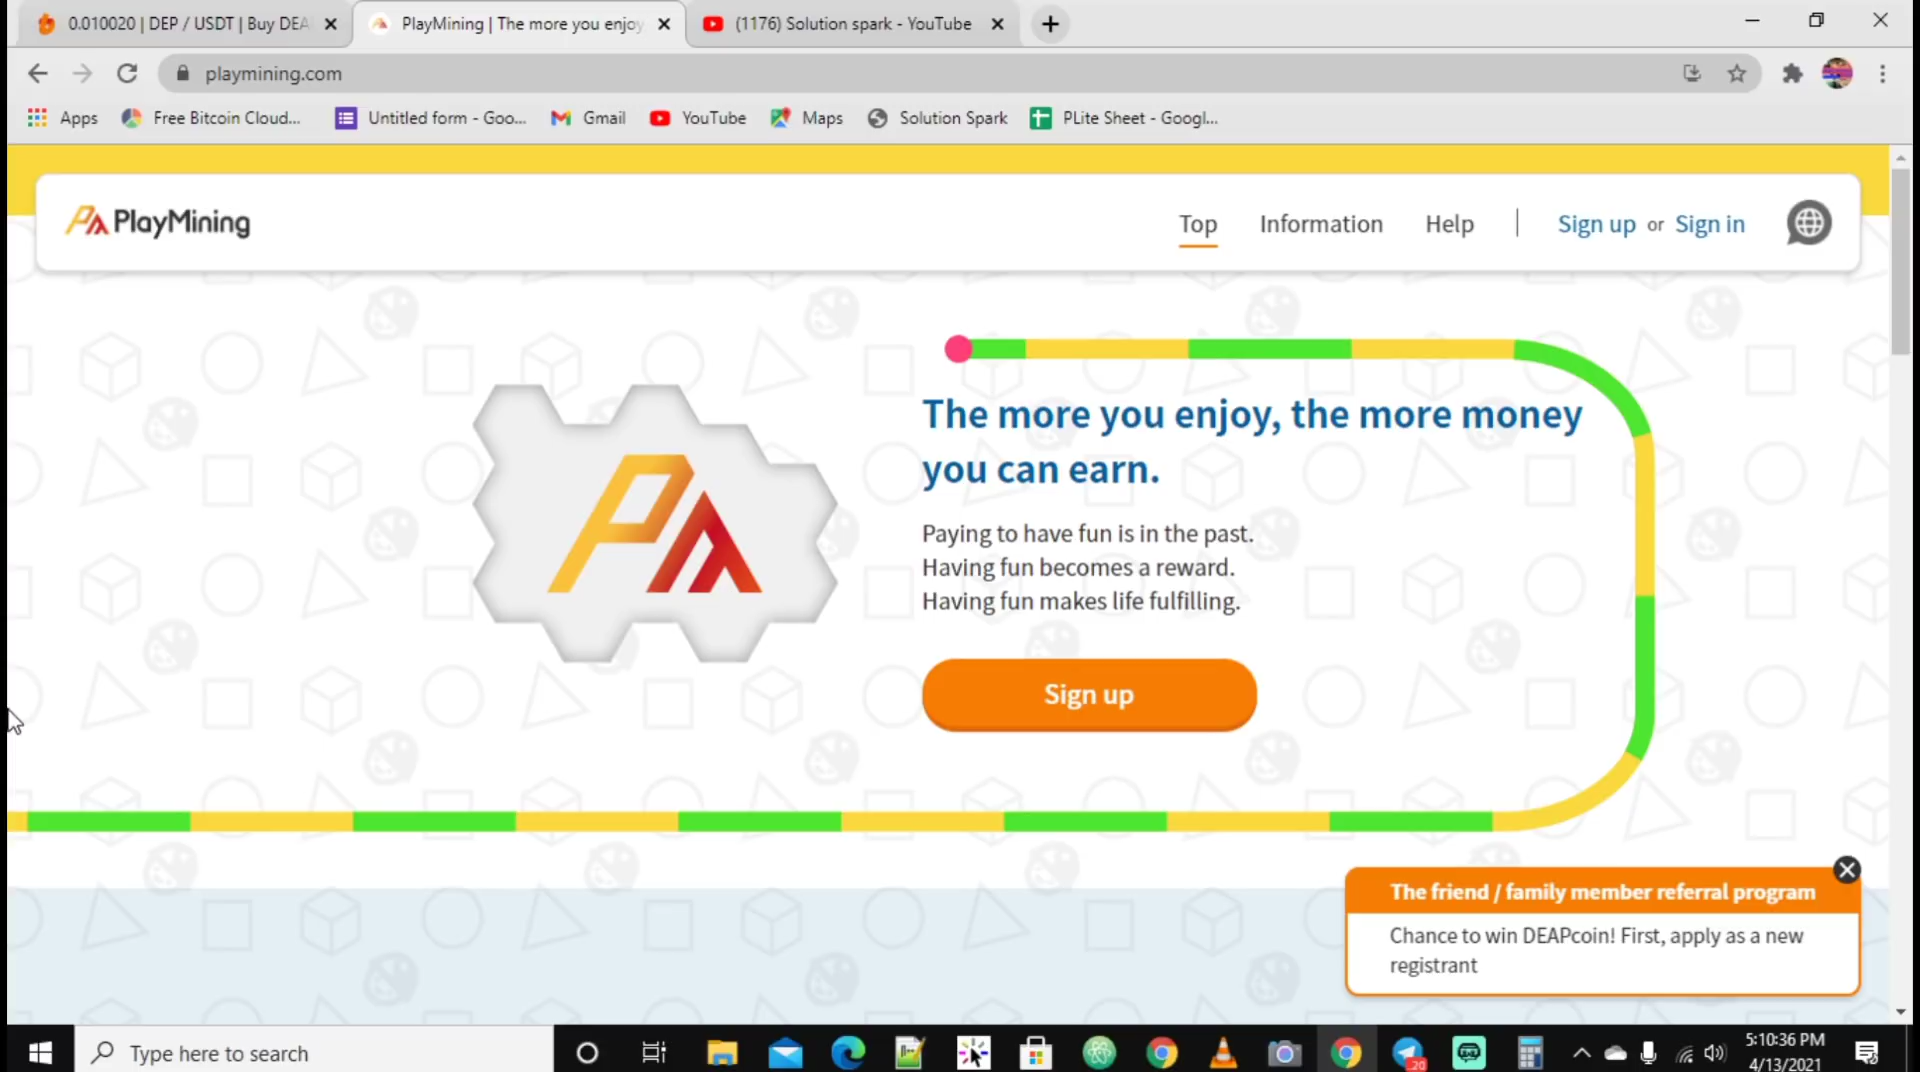 0.010020 | DEP / USDT | Buy DEA
PlayMining | The more you enjoy
(1176) Solution spark - YouTube
playmining.com
Apps
Free Bitcoin Cloud...
Untitled form - Goo...
Gmail
YouTube
Maps
Solution Spark
PLite Sheet - Googl...
PlayMining
Top
Information
Help
Sign up or Sign in
The more you enjoy, the more money
you can earn.
Paying to have fun is in the past.
Having fun becomes a reward.
Having fun makes life fulfilling.
Sign up
The friend / family member referral program
Chance to win DEAPcoin! First, apply as a new
registrant
Type here to search
20
5:10:36 PM
4/13/2021